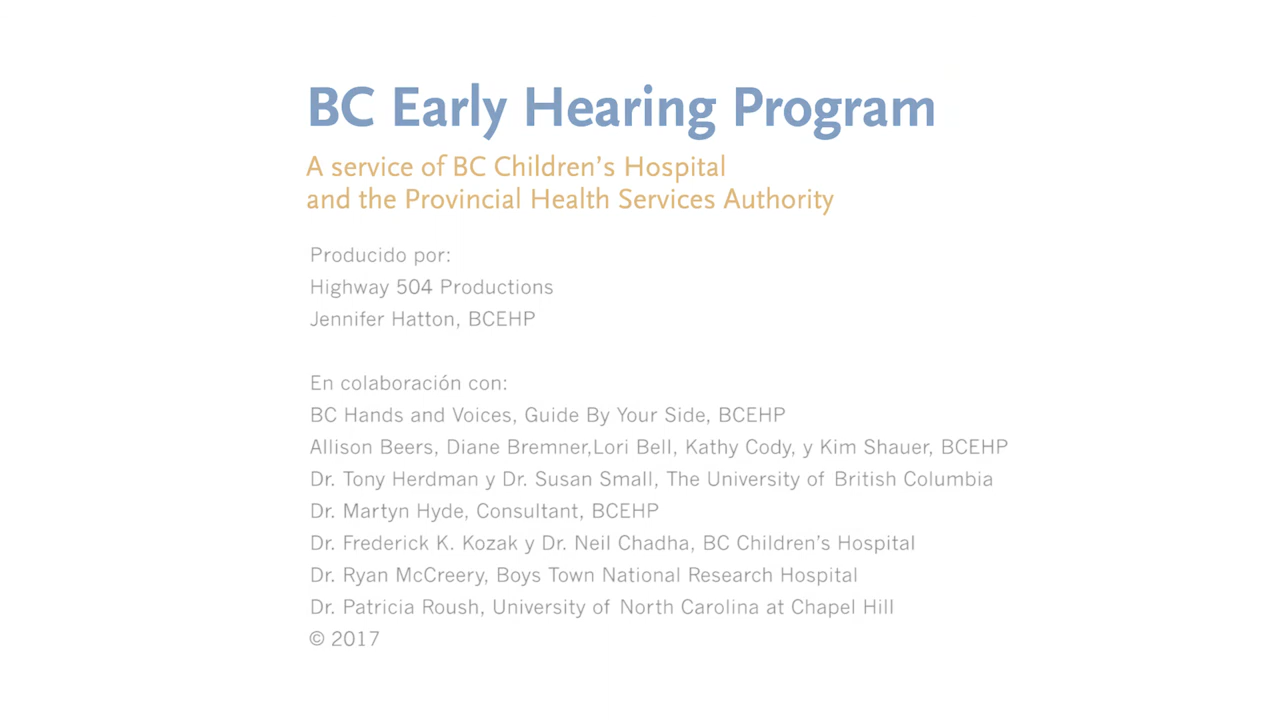 BC Early Hearing Program
A service of BC Children's Hospital
and the Provincial Health Services Authority
Producido por:
Highway 504 Productions
Jennifer Hatton, BCEHP
En colaboración con:
BC Hands and Voices, Guide By Your Side, BCEHP
Allison Beers, Diane Bremner,Lori Bell, Kathy Cody, y Kim Shauer, BCEHP
Dr. Tony Herdman y Dr. Susan Small, The University of British Columbia
Dr. Martyn Hyde, Consultant, BCEHP
Dr. Frederick K. Kozak y Dr. Neil Chadha, BC Children's Hospital
Dr. Ryan McCreery, Boys Town National Research Hospital
Dr. Patricia Roush, University of North Carolina at Chapel Hill
© 2017